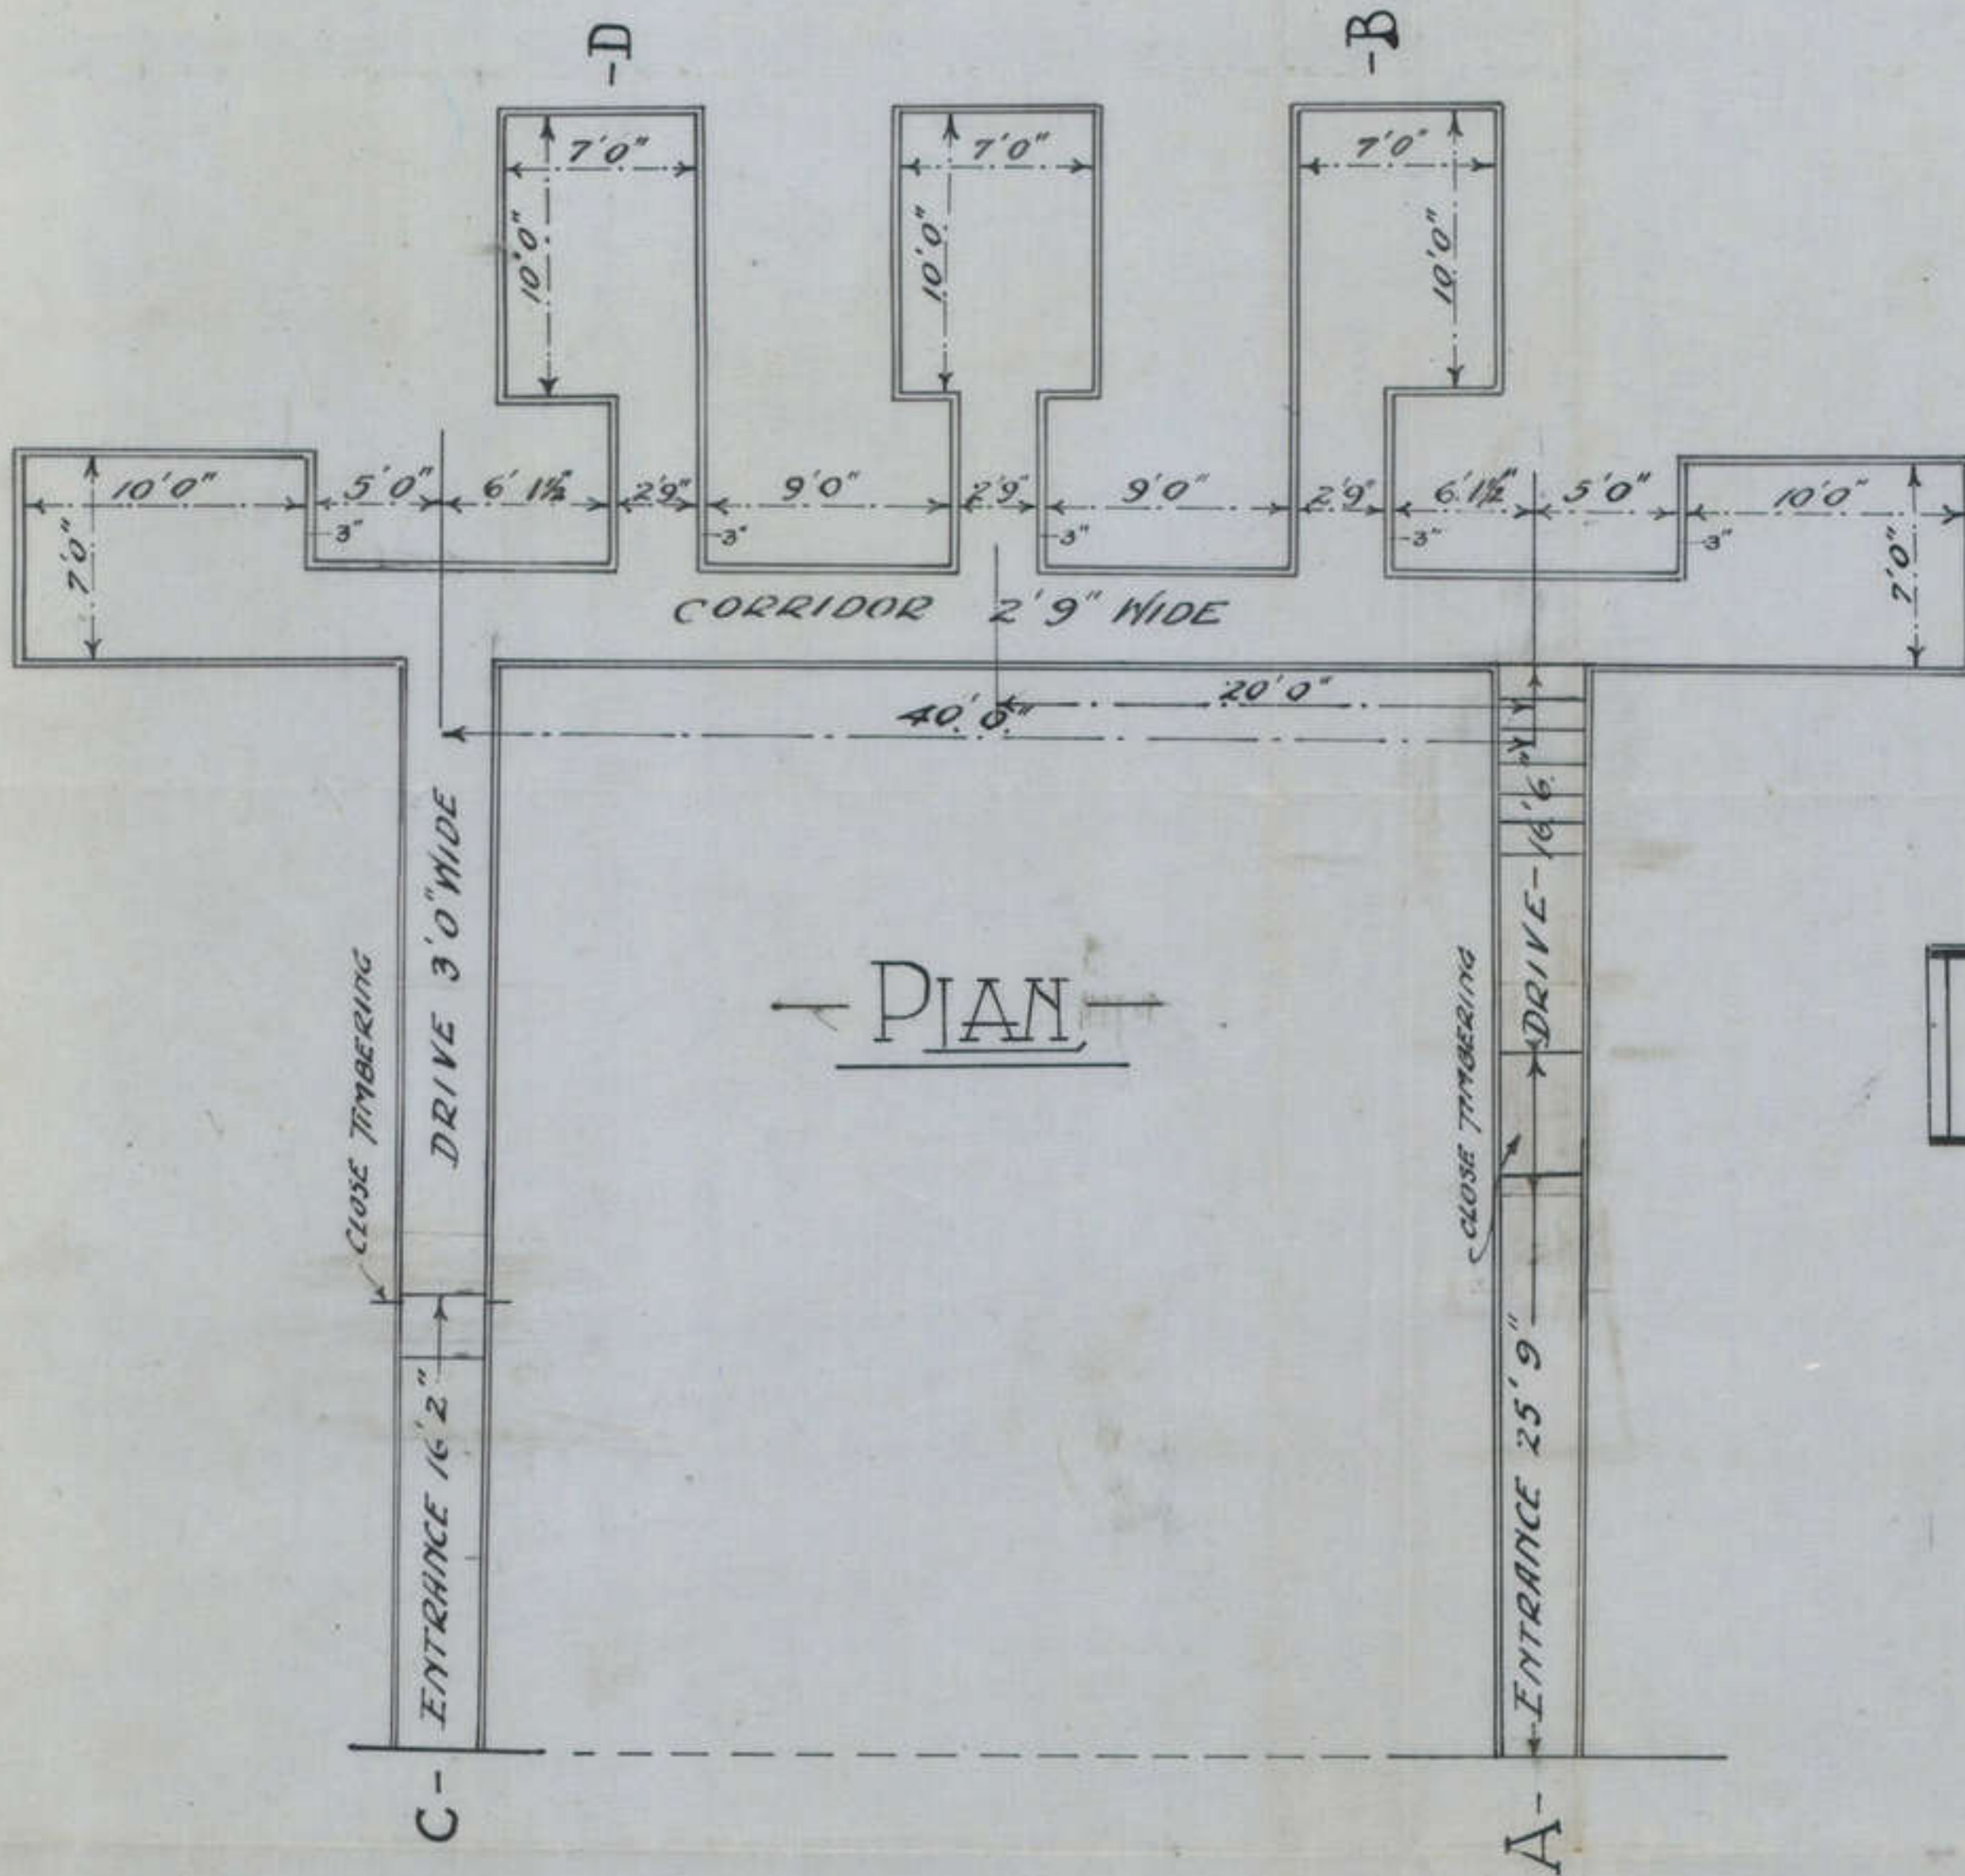 -D
-B
7'0"
7'0"
7'0"
10'0"
10'0"
10'0"
10'0"
5'0"
6' 1½"
2'9"
9'0"
2'9"
9'0"
2'9"
6' 1½"
5'0"
10'0"
3"
3"
3"
3"
3"
7'0"
2'0"
CORRIDOR 2'9" WIDE
20'0"
40'.0."
DRIVE 3'0" WIDE
DRIVE - 16'.6."
CLOSE TIMBERING
CLOSE TIMBERING
- PLAN, -
ENTRANCE 16'2"
ENTRANCE 25'9"
C-
A-